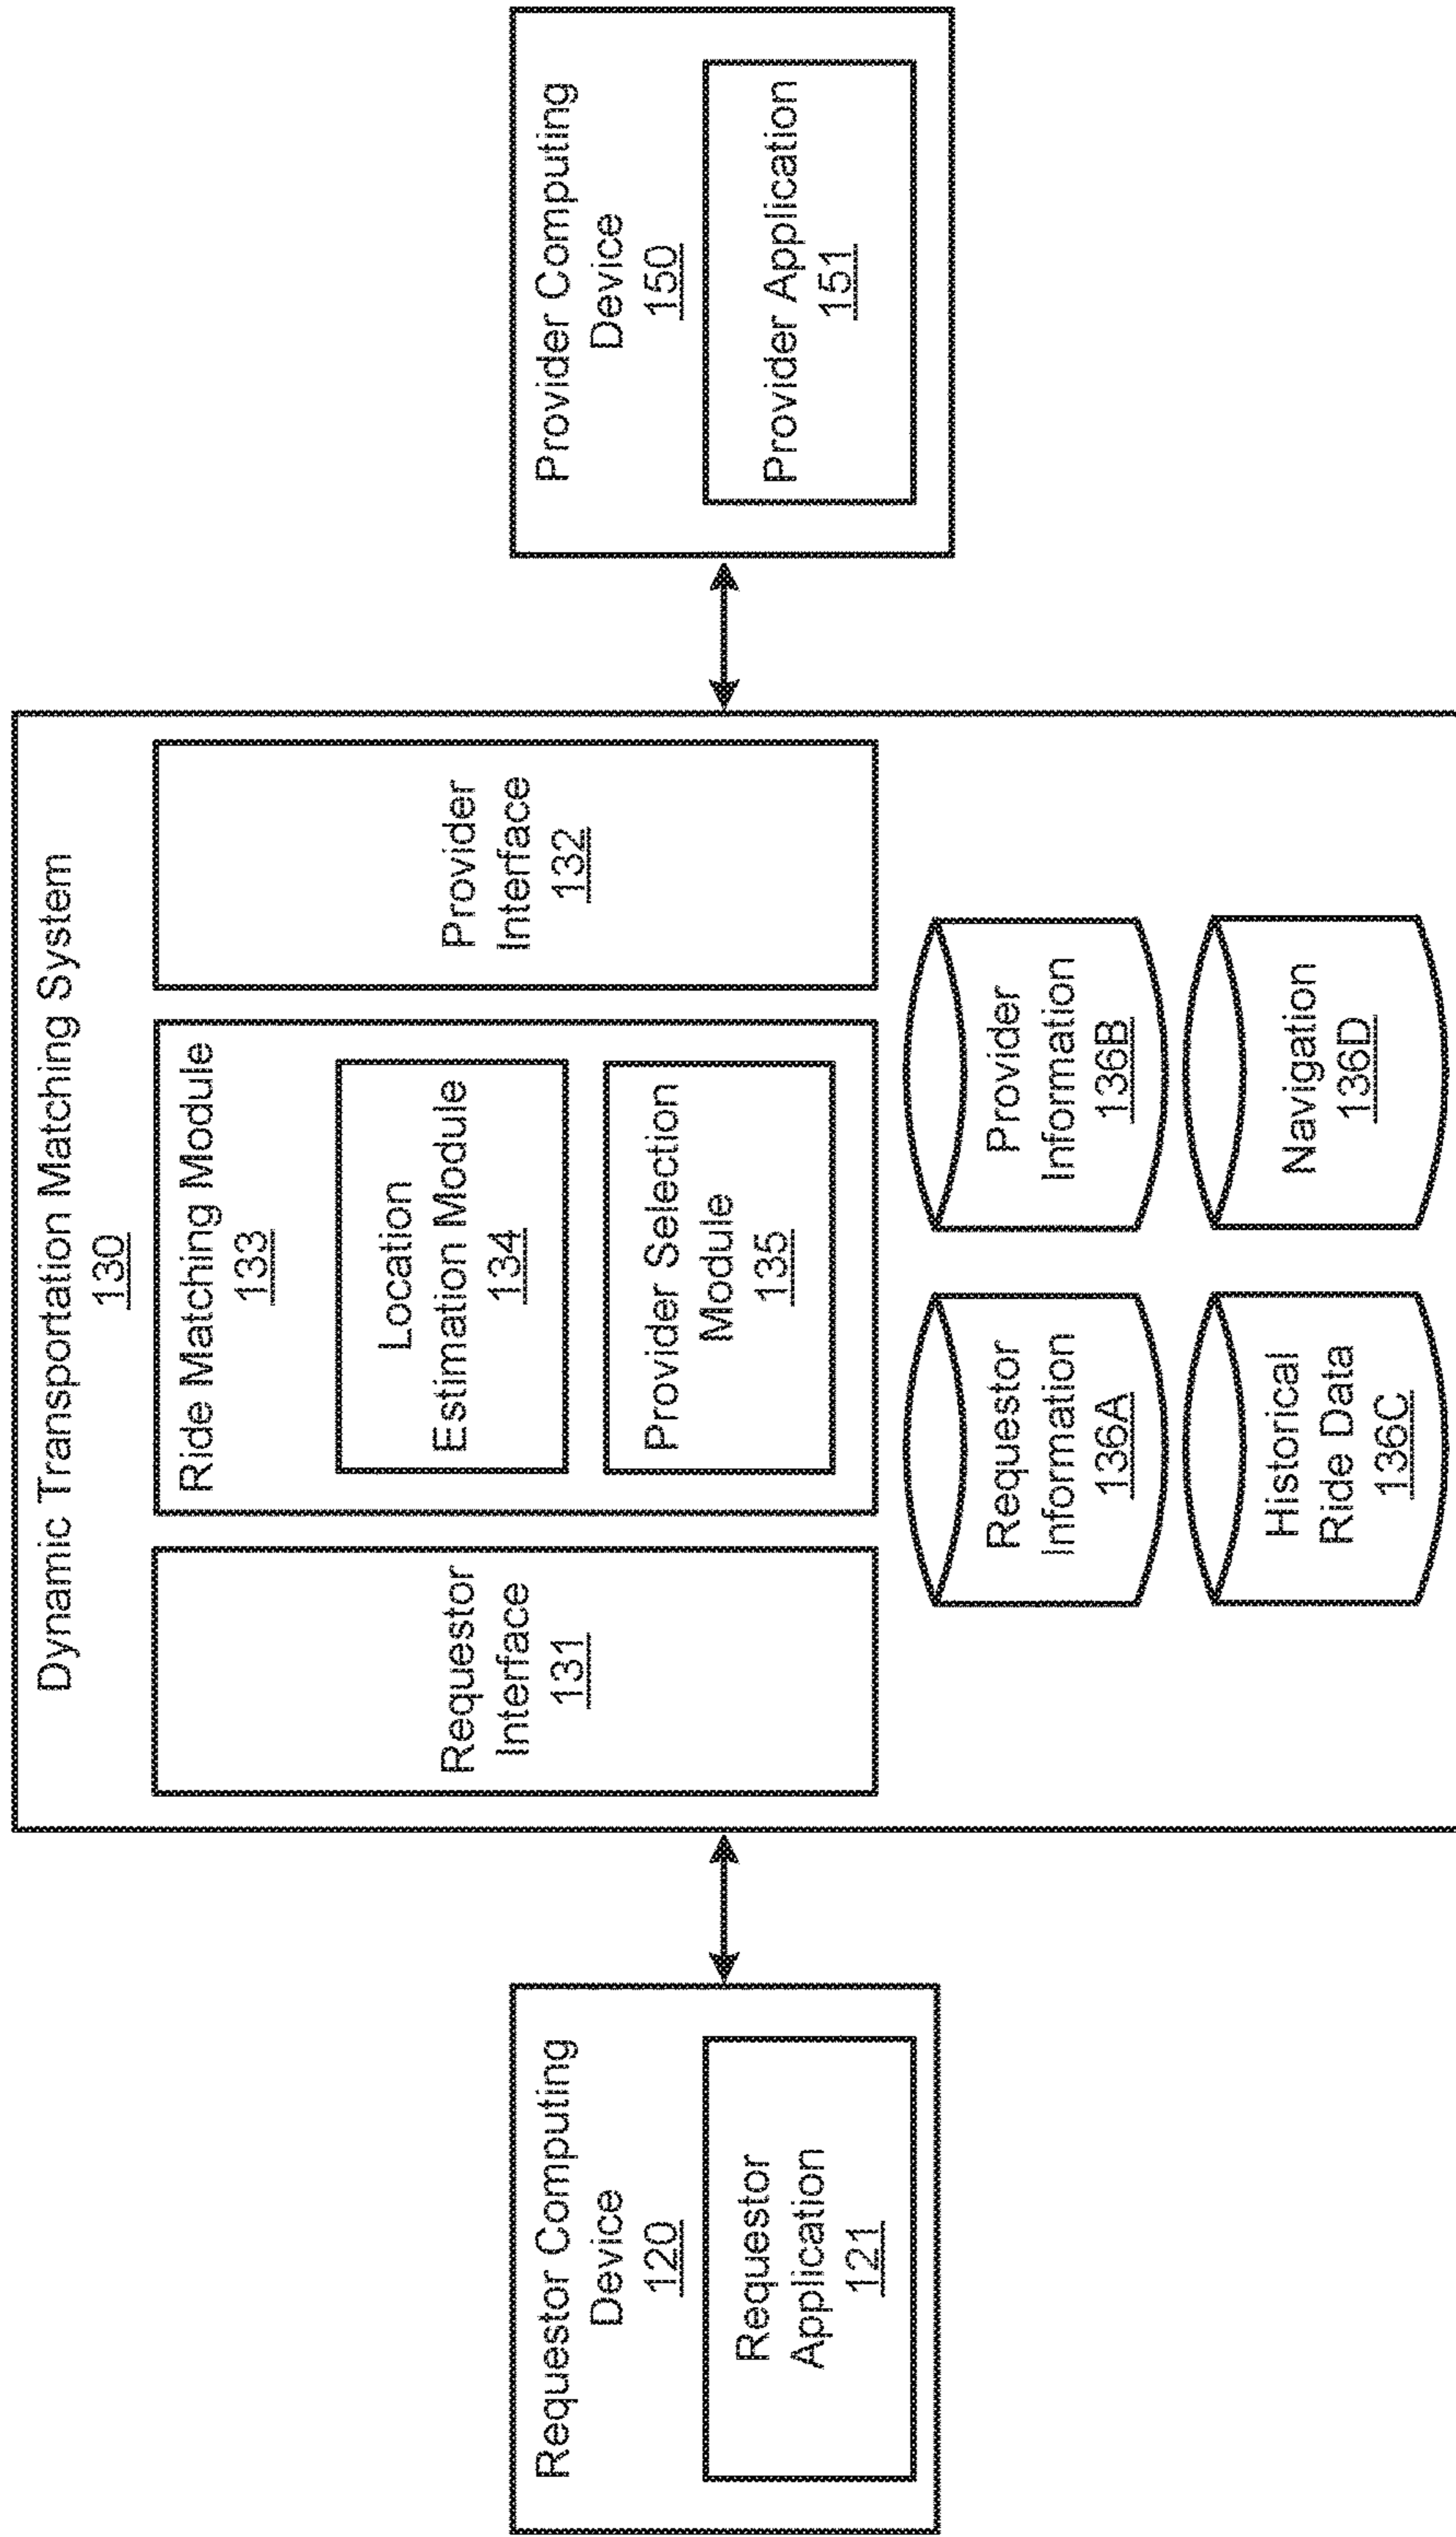 Dynamic Transportation Matching System
130
Requestor Computing
Device
120
Requestor
Application
121
Requestor
Interface
131
Ride Matching Module
133
Location
Estimation Module
134
Provider Selection
Module
135
Provider
Interface
132
Requestor
Information
136A
Provider
Information
136B
Historical
Ride Data
136C
Navigation
136D
Provider Computing
Device
150
Provider Application
151